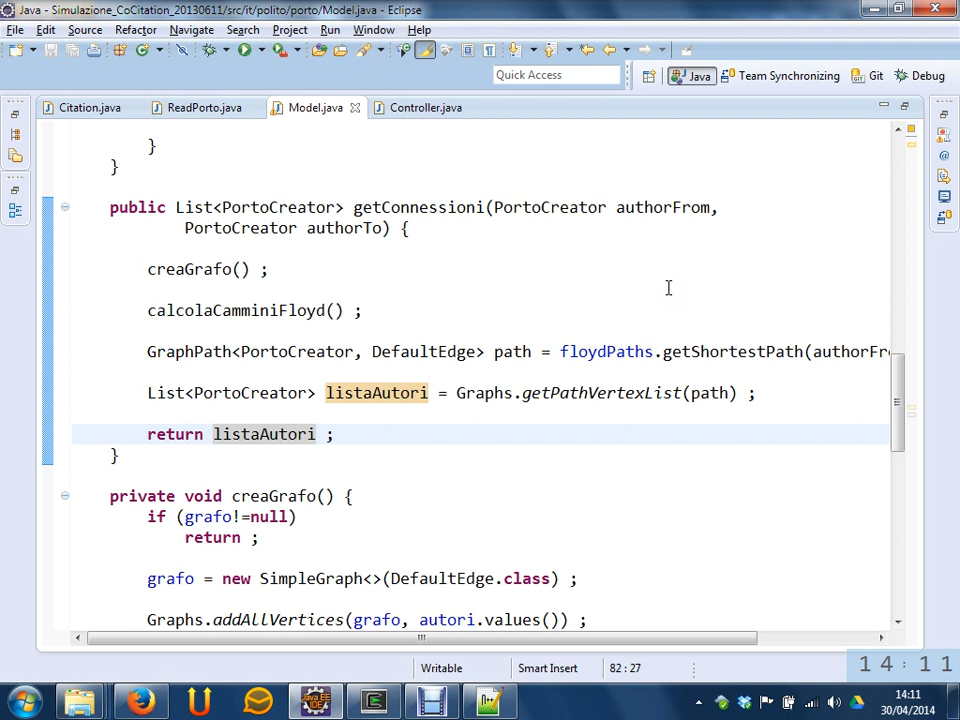 Java - Simulazione_CoCitation_20130611/src/it/polito/porto/Model.java - Eclipse
File Edit Source Refactor Navigate Search Project Run Window Help
Quick Access
Java Team Synchronizing Git Debug
Citation.java ReadPorto.java Model.java Controller.java
}
}
public List<PortoCreator> getConnessioni(PortoCreator authorFrom,
PortoCreator authorTo) {
creaGrafo() ;
calcolaCamminiFloyd() ;
GraphPath<PortoCreator, DefaultEdge> path = floydPaths.getShortestPath(authorFr
List<PortoCreator> listaAutori = Graphs.getPathVertexList(path) ;
return listaAutori ;
}
private void creaGrafo() {
if (grafo!=null)
return ;
grafo = new SimpleGraph<>(DefaultEdge.class) ;
Graphs.addAllVertices(grafo, autori.values()) ;
Writable Smart Insert 82 : 27
14:11
14:11
30/04/2014